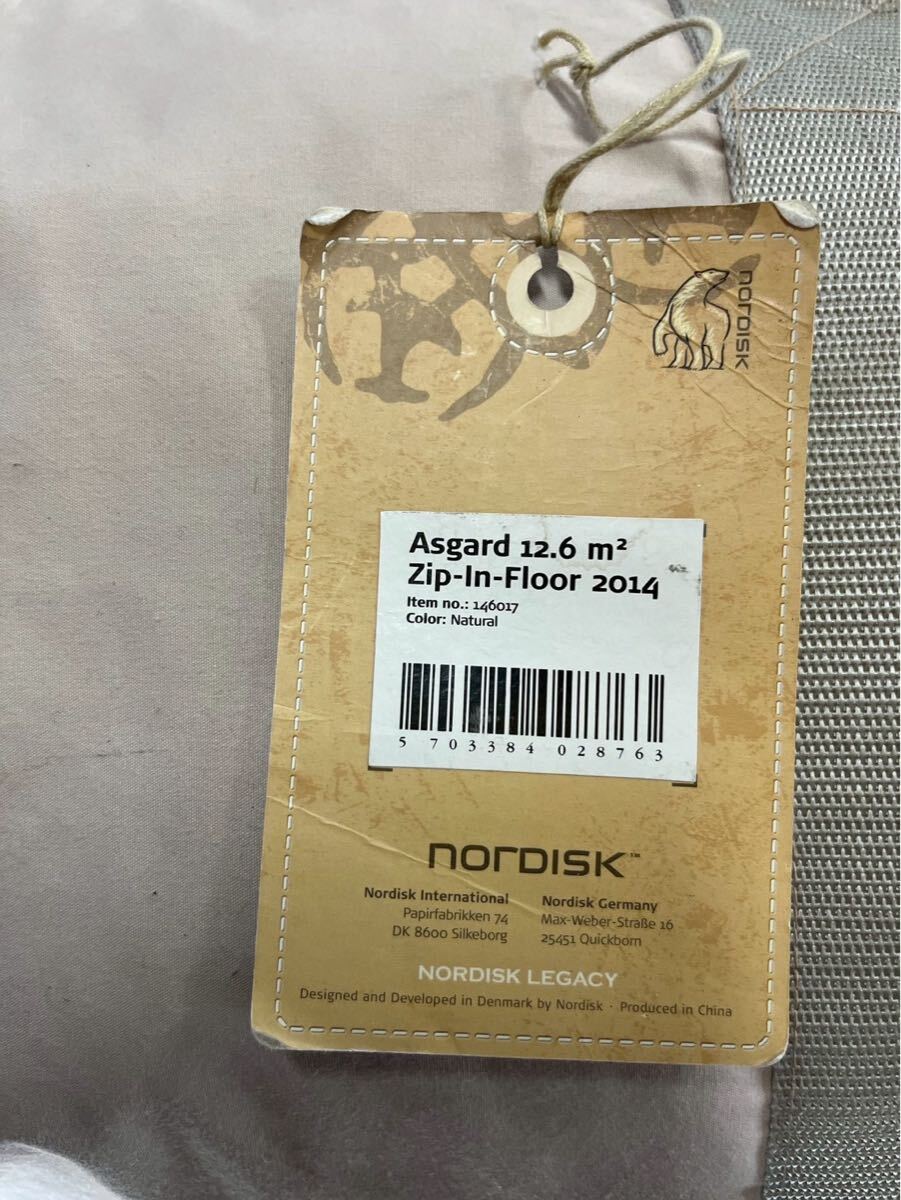 NORDISK
Asgard 12.6 m²
Zip-In-Floor 2014
Item no.: 146017
Color: Natural
5 703384 028763
NORDISK™
Nordisk International
Papirfabrikken 74
DK 8600 Silkeborg
Nordisk Germany
Max-Weber-Straße 16
25451 Quickborn
NORDISK LEGACY
Designed and Developed in Denmark by Nordisk · Produced in China